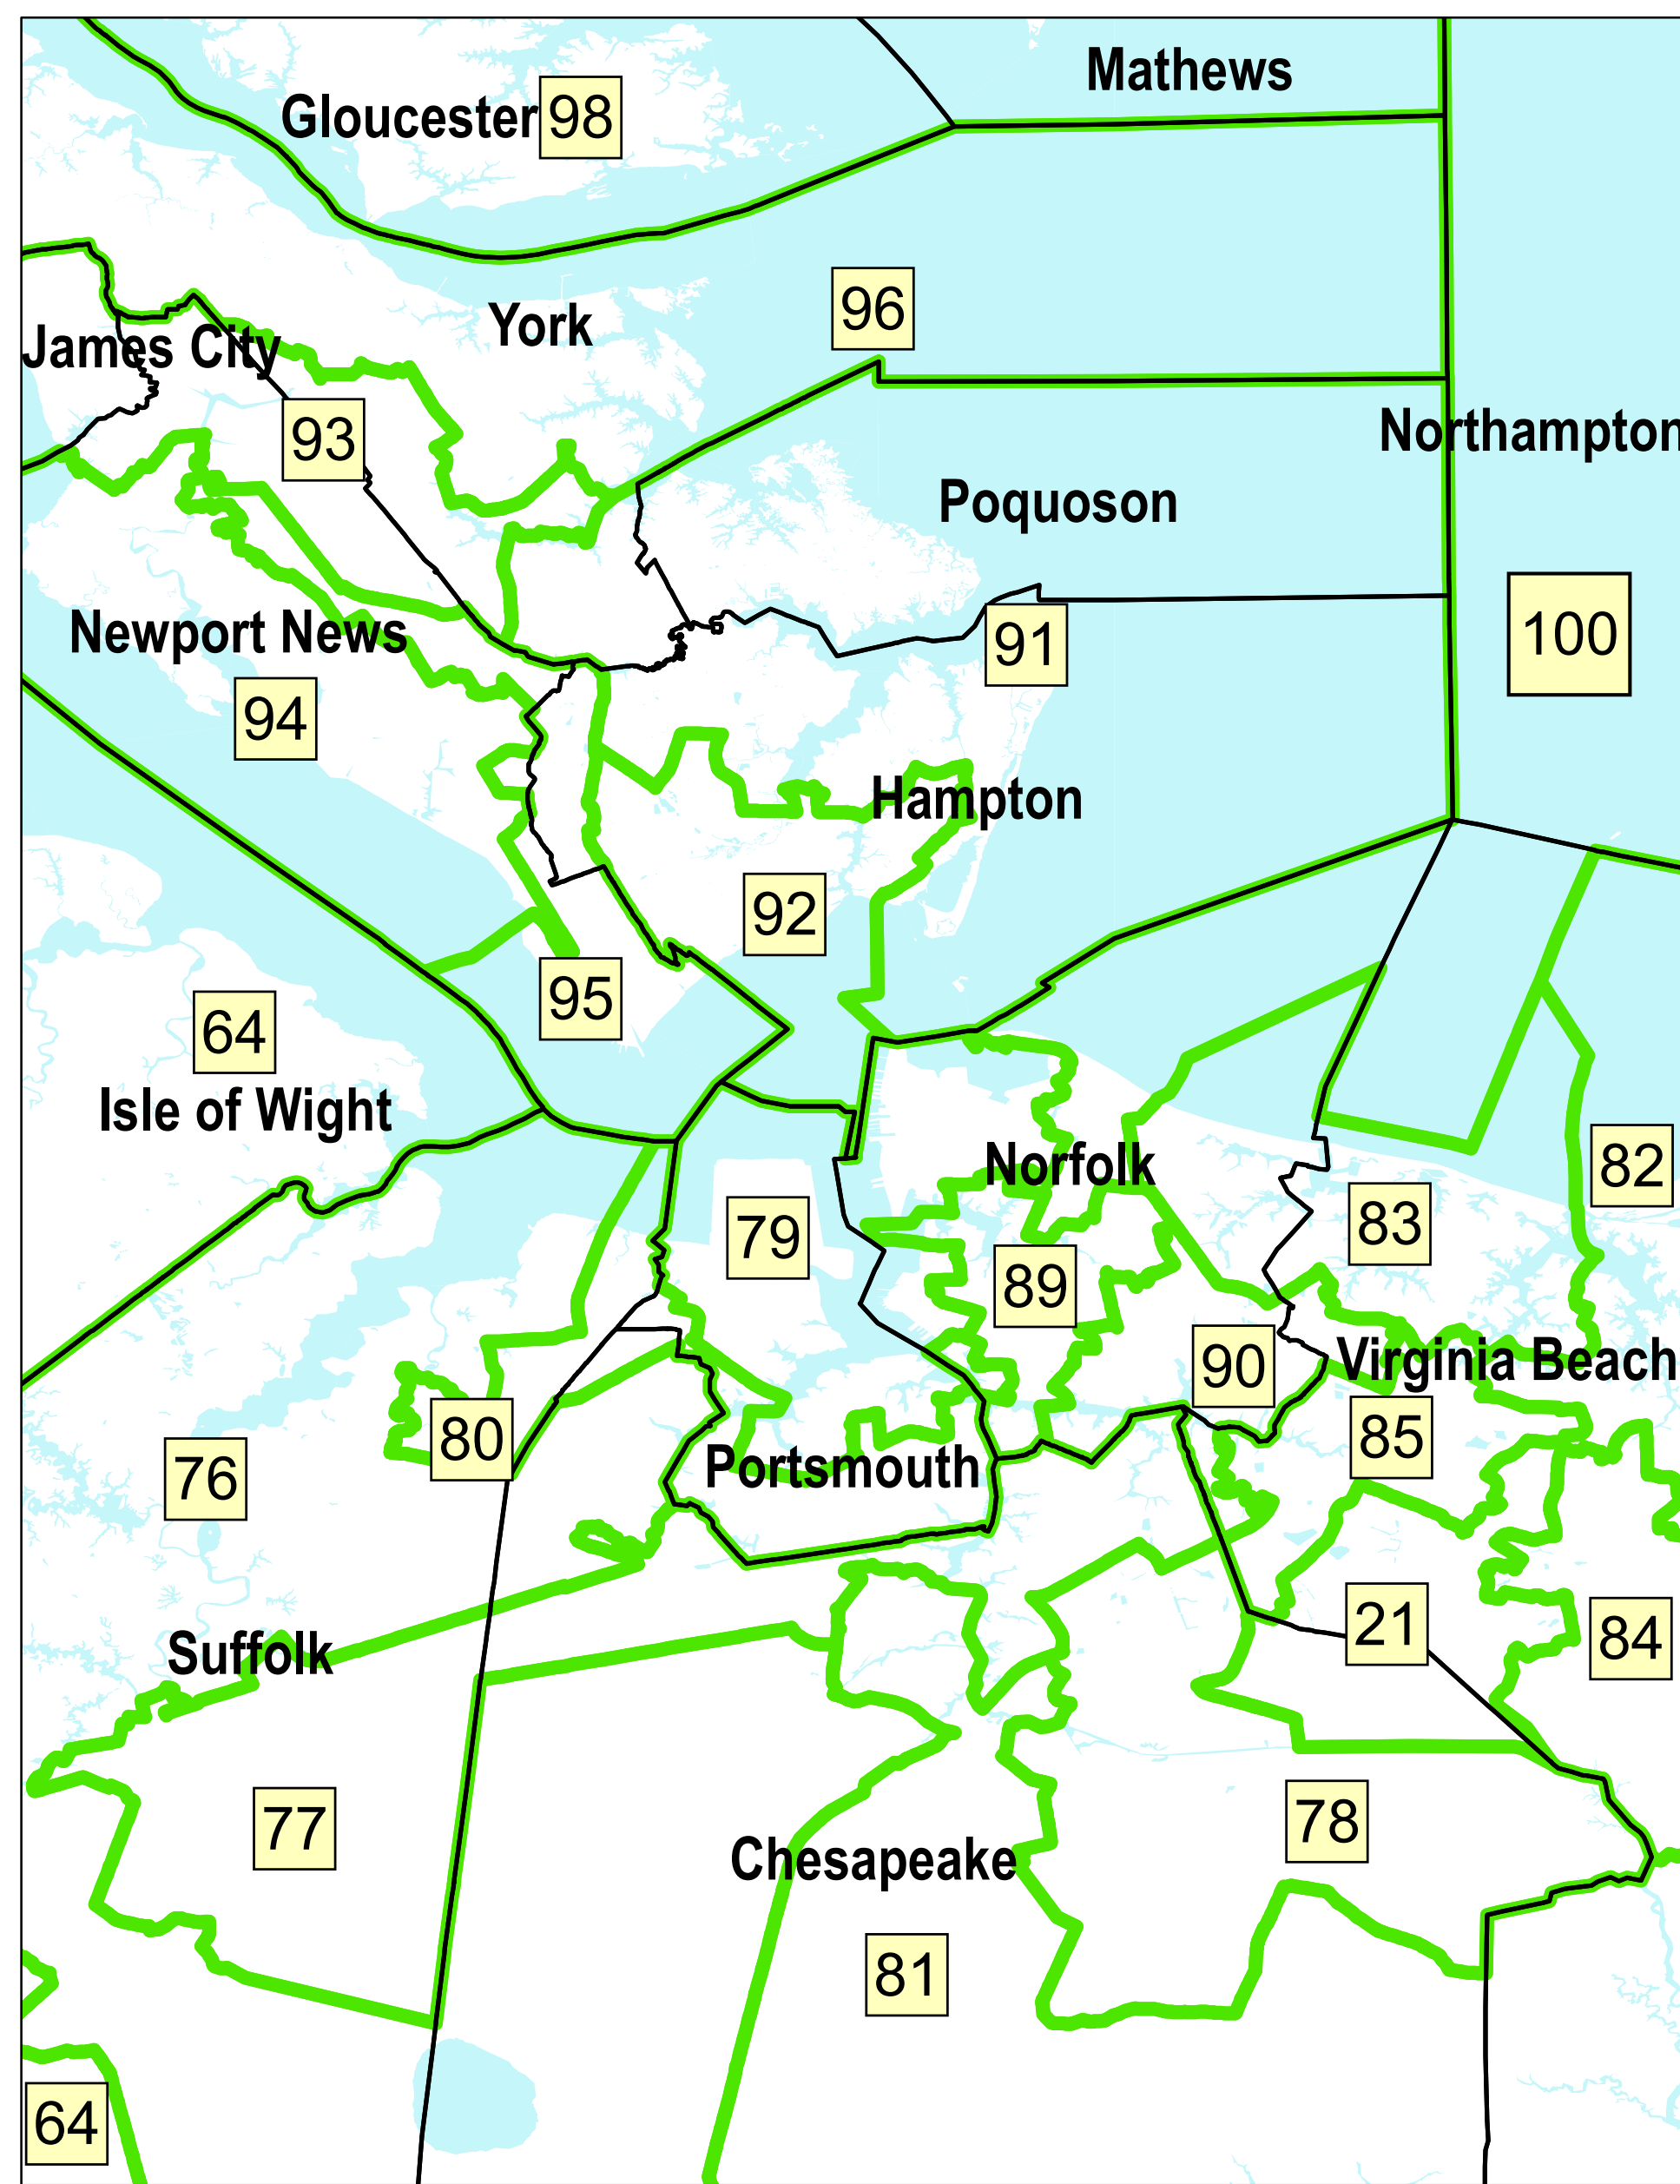 Mathews
Gloucester
98
96
York
James City
93
Northampton
Poquoson
100
91
Newport News
94
Hampton
92
95
64
Isle of Wight
Norfolk
82
83
79
89
90
Virginia Beach
85
80
76
Portsmouth
21
84
Suffolk
78
77
Chesapeake
81
64